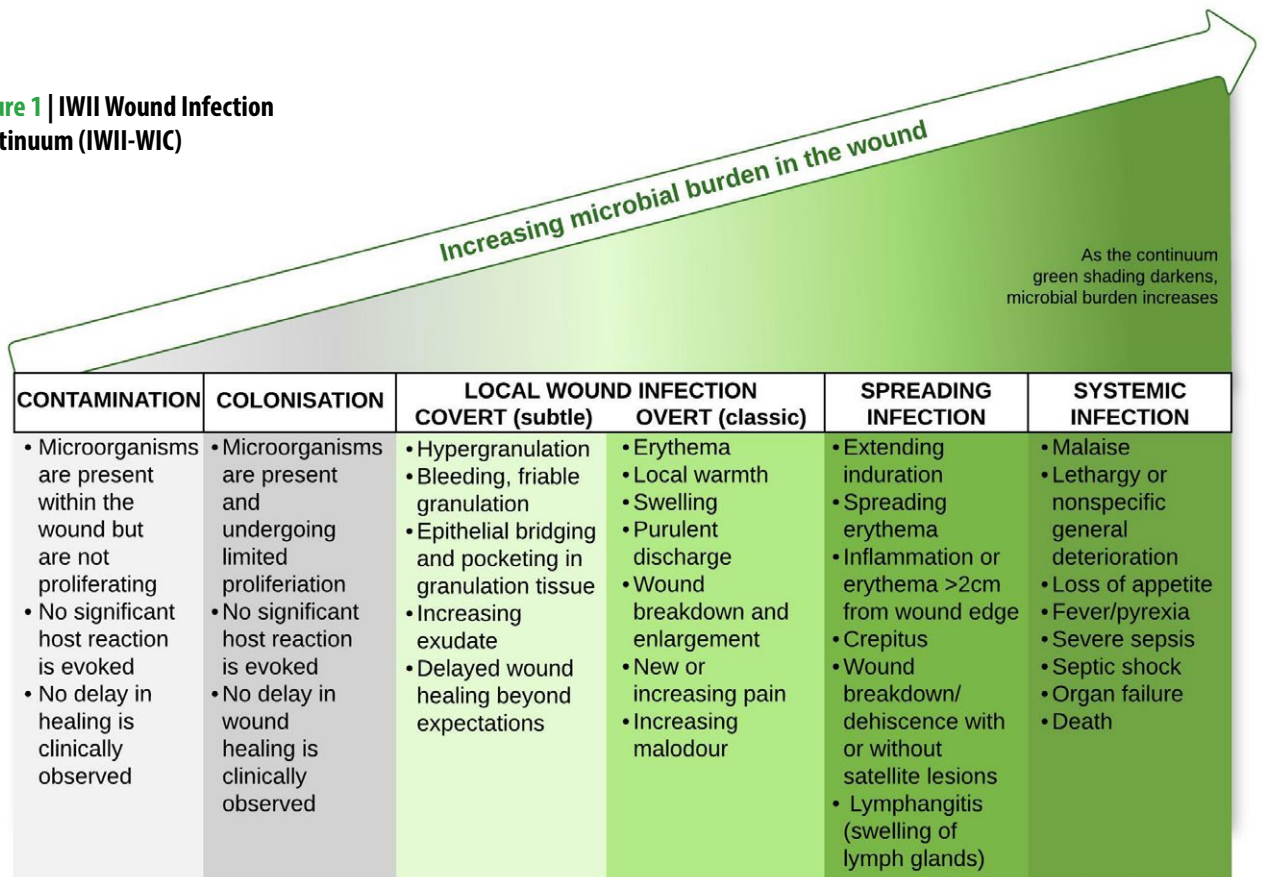 ure 1 | IWII Wound Infection
tinuum (IWII-WIC)
Increasing microbial burden in the wound
As the continuum
green shading darkens,
microbial burden increases
CONTAMINATION
• Microorganisms
are present
within the
wound but
are not
proliferating
• No significant
host reaction
is evoked
• No delay in
healing is
clinically
observed
COLONISATION
• Microorganisms
are present
and
undergoing
limited
proliferiation
• No significant
host reaction
is evoked
• No delay in
wound
healing is
clinically
observed
LOCAL WOUND INFECTION
COVERT (subtle)
• Hypergranulation
• Bleeding, friable
granulation
• Epithelial bridging
and pocketing in
granulation tissue
• Increasing
exudate
• Delayed wound
healing beyond
expectations
OVERT (classic)
• Erythema
• Local warmth
• Swelling
• Purulent
discharge
• Wound
breakdown and
enlargement
• New or
increasing pain
• Increasing
malodour
SPREADING
INFECTION
• Extending
induration
• Spreading
erythema
• Inflammation or
erythema >2cm
from wound edge
• Crepitus
• Wound
breakdown/
dehiscence with
or without
satellite lesions
• Lymphangitis
(swelling of
lymph glands)
SYSTEMIC
INFECTION
• Malaise
• Lethargy or
nonspecific
general
deterioration
• Loss of appetite
• Fever/pyrexia
• Severe sepsis
• Septic shock
• Organ failure
• Death